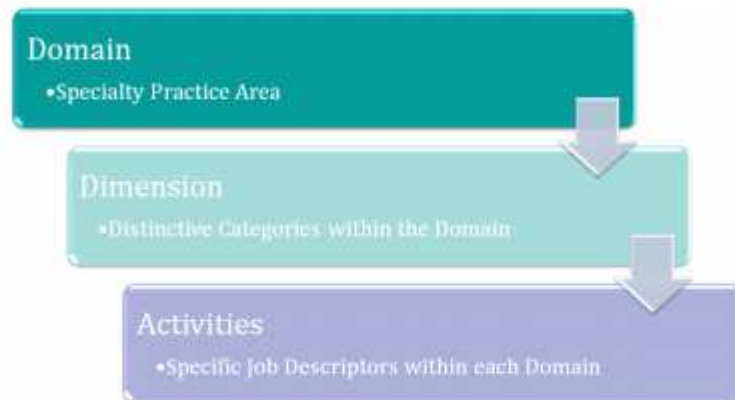 Domain
•Specialty Practice Area
Dimension
•Distinctive Categories within the Domain
Activities
•Specific Job Descriptors within each Domain